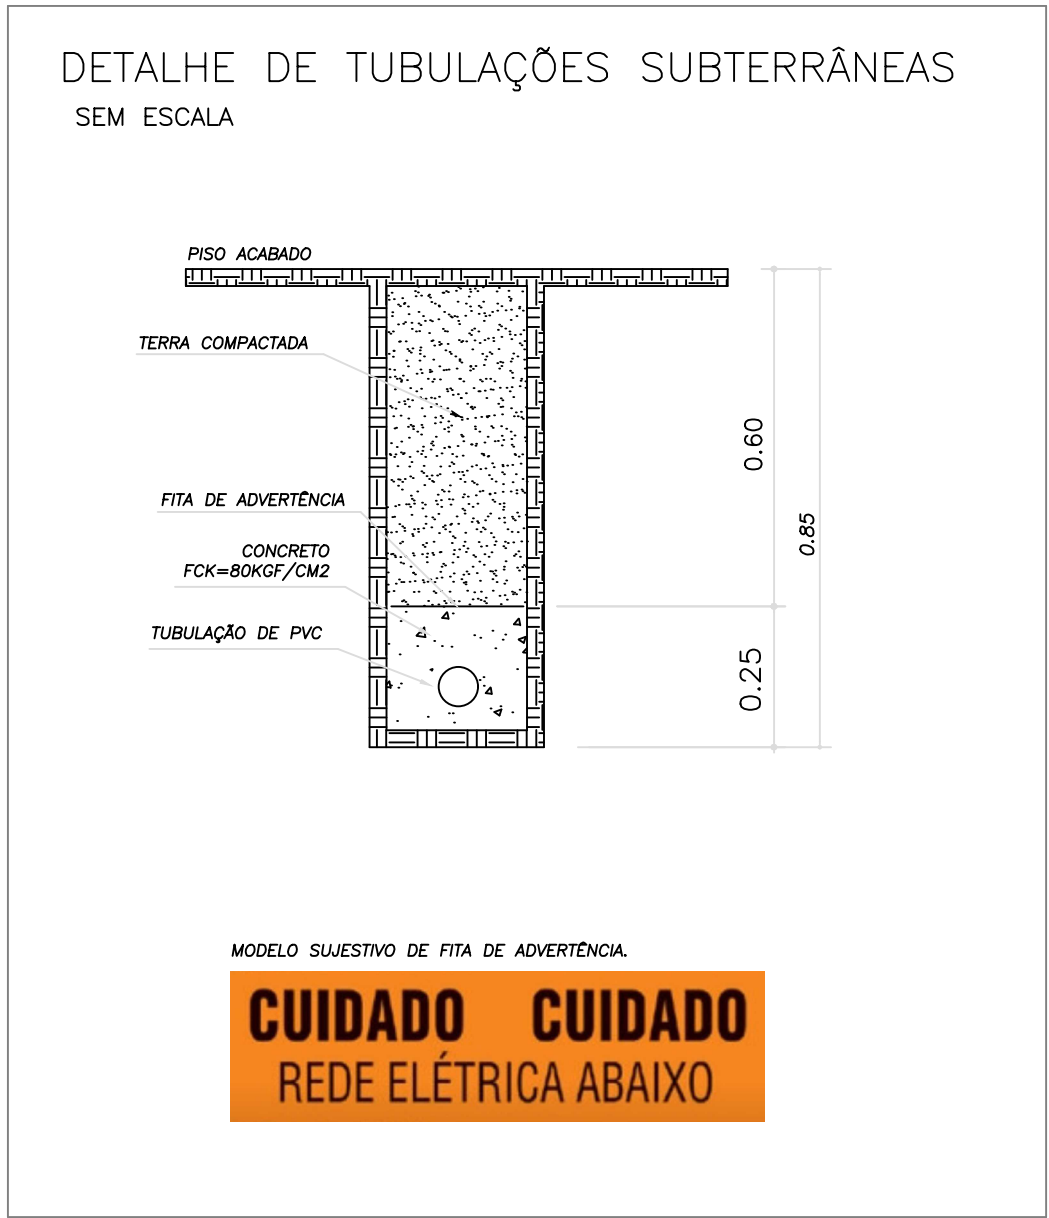 DETALHE DE TUBULAÇÕES SUBTERRÂNEAS
SEM ESCALA
PISO ACABADO
TERRA COMPACTADA
0.60
FITA DE ADVERTÊNCIA
0.85
CONCRETO
FCK=80KGF/CM2
TUBULAÇÃO DE PVC
0.25
MODELO SUJESTIVO DE FITA DE ADVERTÊNCIA.
CUIDADO CUIDADO
REDE ELÉTRICA ABAIXO